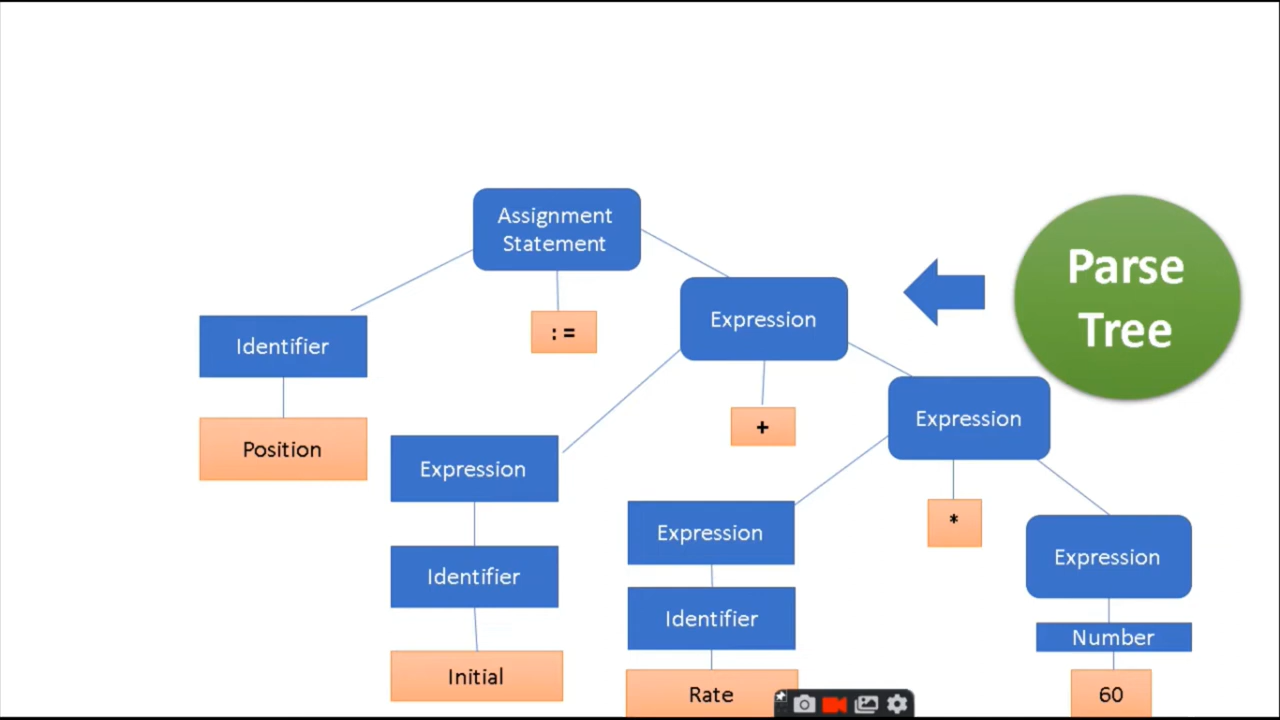 Assignment
Statement
Parse
Tree
Expression
: =
Identifier
Expression
+
Position
Expression
*
Expression
Expression
Identifier
Identifier
Number
Initial
Rate
60